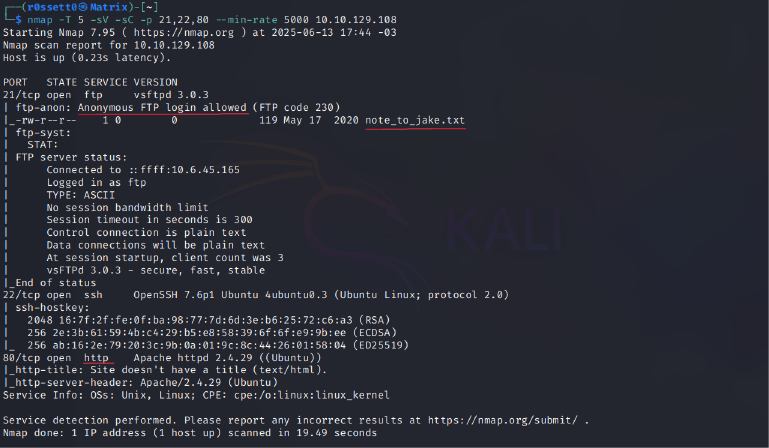 ┌──(r0ssett0㉿Matrix)-[~]
└─$ nmap -T 5 -sV -sC -p 21,22,80 --min-rate 5000 10.10.129.108
Starting Nmap 7.95 ( https://nmap.org ) at 2025-06-13 17:44 -03
Nmap scan report for 10.10.129.108
Host is up (0.23s latency).
PORT   STATE SERVICE VERSION
21/tcp open  ftp     vsftpd 3.0.3
| ftp-anon: Anonymous FTP login allowed (FTP code 230)
|_-rw-r--r--    1 0        0             119 May 17  2020 note_to_jake.txt
| ftp-syst:
|   STAT:
| FTP server status:
|      Connected to ::ffff:10.6.45.165
|      Logged in as ftp
|      TYPE: ASCII
|      No session bandwidth limit
|      Session timeout in seconds is 300
|      Control connection is plain text
|      Data connections will be plain text
|      At session startup, client count was 3
|      vsFTPd 3.0.3 - secure, fast, stable
|_End of status
22/tcp open  ssh     OpenSSH 7.6p1 Ubuntu 4ubuntu0.3 (Ubuntu Linux; protocol 2.0)
| ssh-hostkey:
|   2048 16:7f:2f:fe:0f:ba:98:77:7d:6d:3e:b6:25:72:c6:a3 (RSA)
|   256 2e:3b:61:59:4b:c4:29:b5:e8:58:39:6f:6f:e9:9b:ee (ECDSA)
|_  256 ab:16:2e:79:20:3c:9b:0a:01:9c:8c:44:26:01:58:04 (ED25519)
80/tcp open  http    Apache httpd 2.4.29 ((Ubuntu))
|_http-title: Site doesn't have a title (text/html).
|_http-server-header: Apache/2.4.29 (Ubuntu)
Service Info: OSs: Unix, Linux; CPE: cpe:/o:linux:linux_kernel
Service detection performed. Please report any incorrect results at https://nmap.org/submit/ .
Nmap done: 1 IP address (1 host up) scanned in 19.49 seconds
KALI